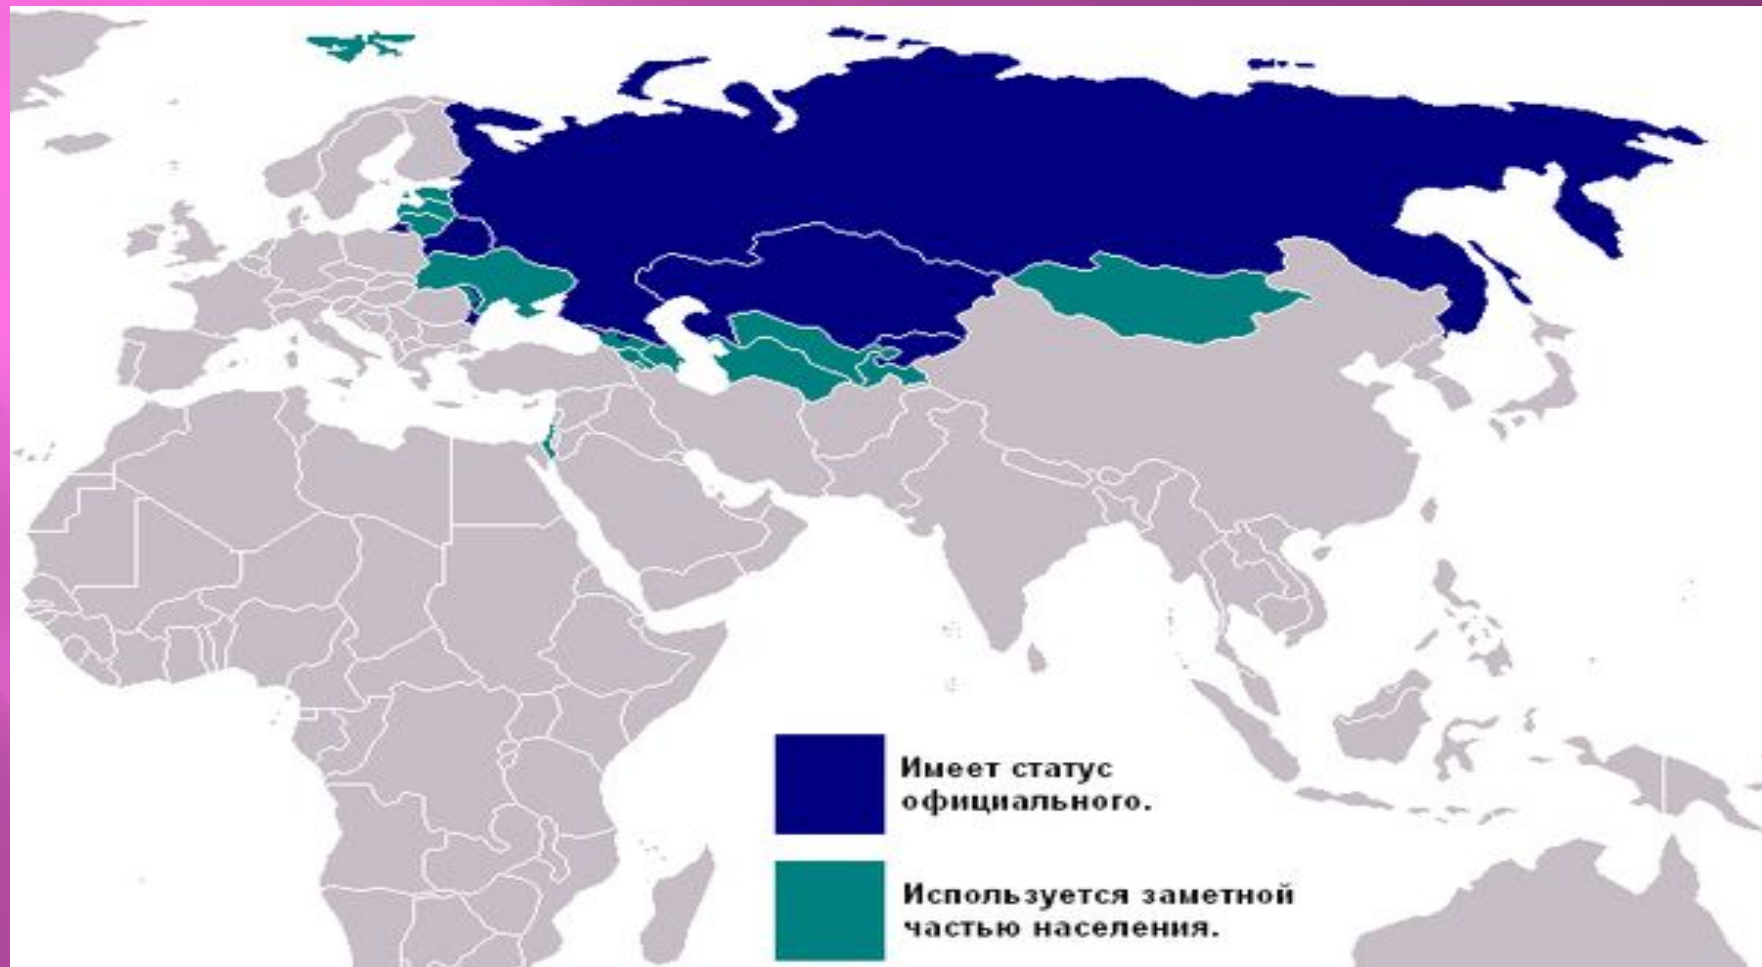 Имеет статус
официального.
Используется заметной
частью населения.